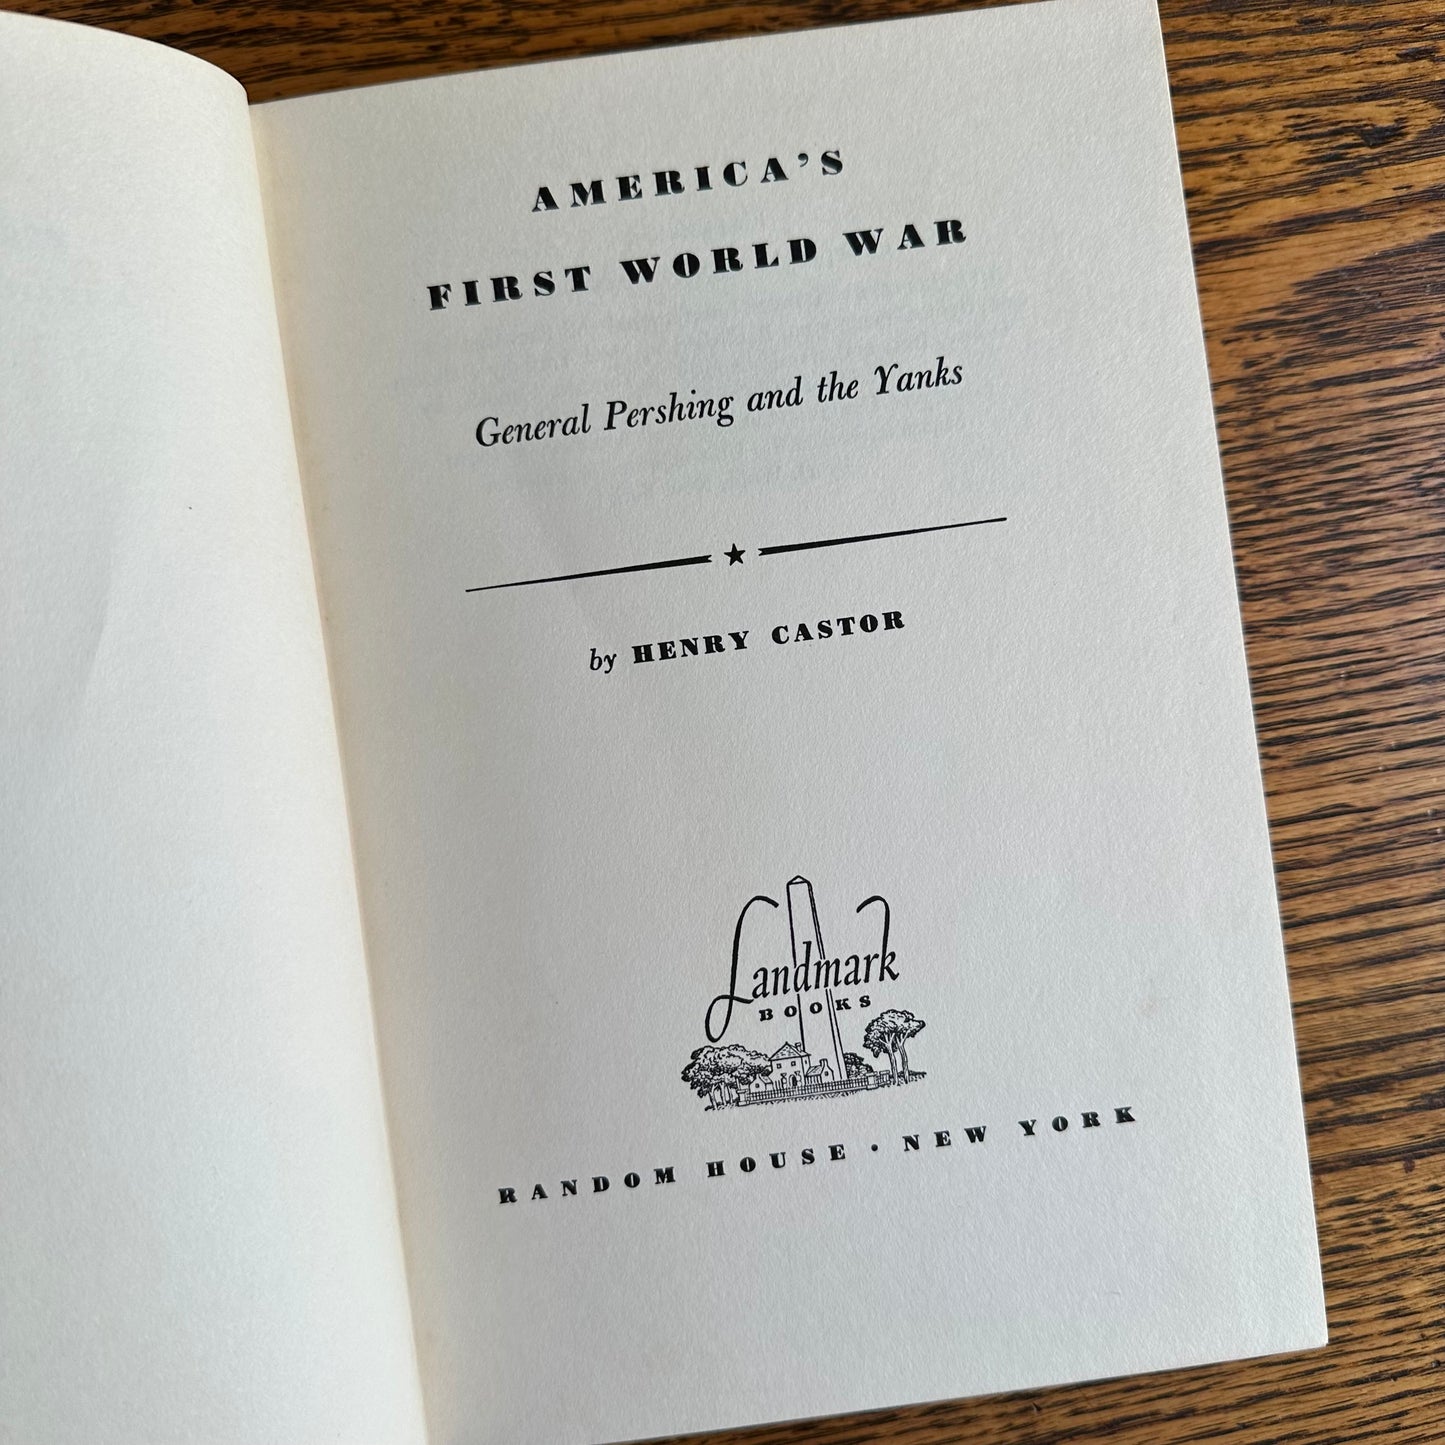 AMERICA'S
FIRST WORLD WAR
General Pershing and the Yanks
by HENRY CASTOR
Landmark
BOOKS
RANDOM HOUSE • NEW YORK